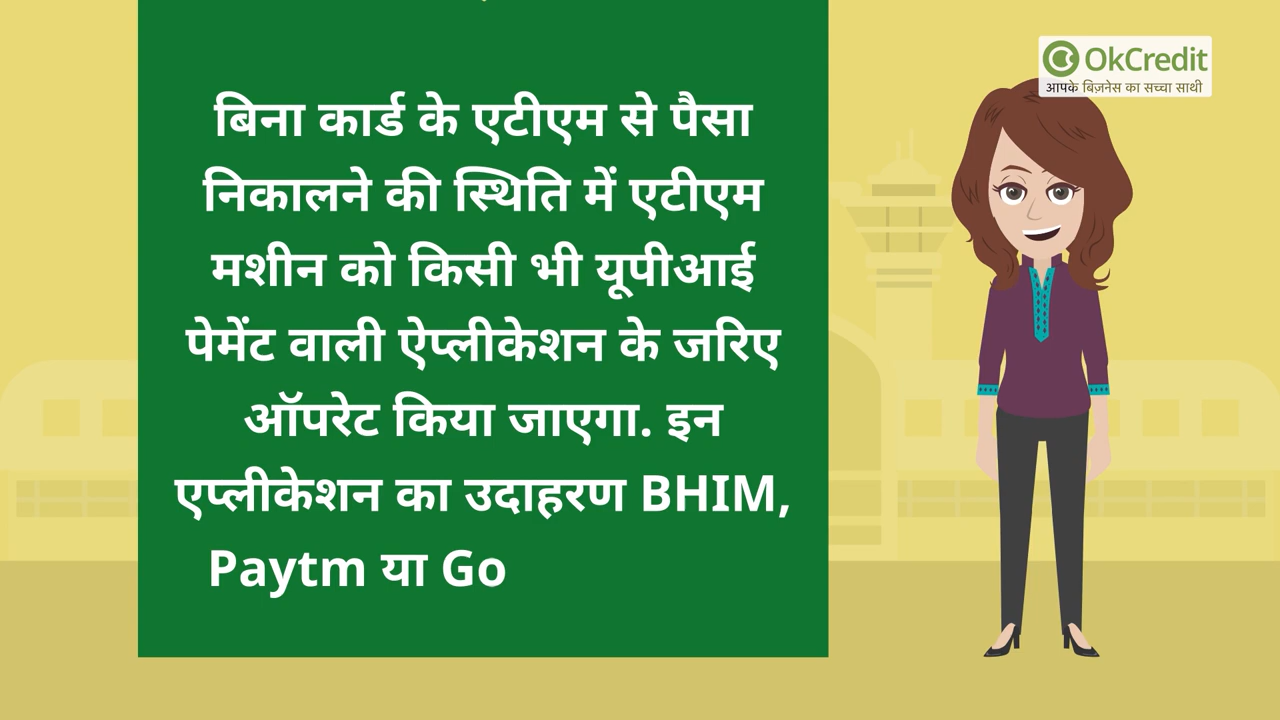 OkCredit
आपके बिज़नेस का सच्चा साथी
बिना कार्ड के एटीएम से पैसा
निकालने की स्थिति में एटीएम
मशीन को किसी भी यूपीआई
पेमेंट वाली ऐप्लीकेशन के जरिए
ऑपरेट किया जाएगा. इन
एप्लीकेशन का उदाहरण BHIM,
Paytm या Go